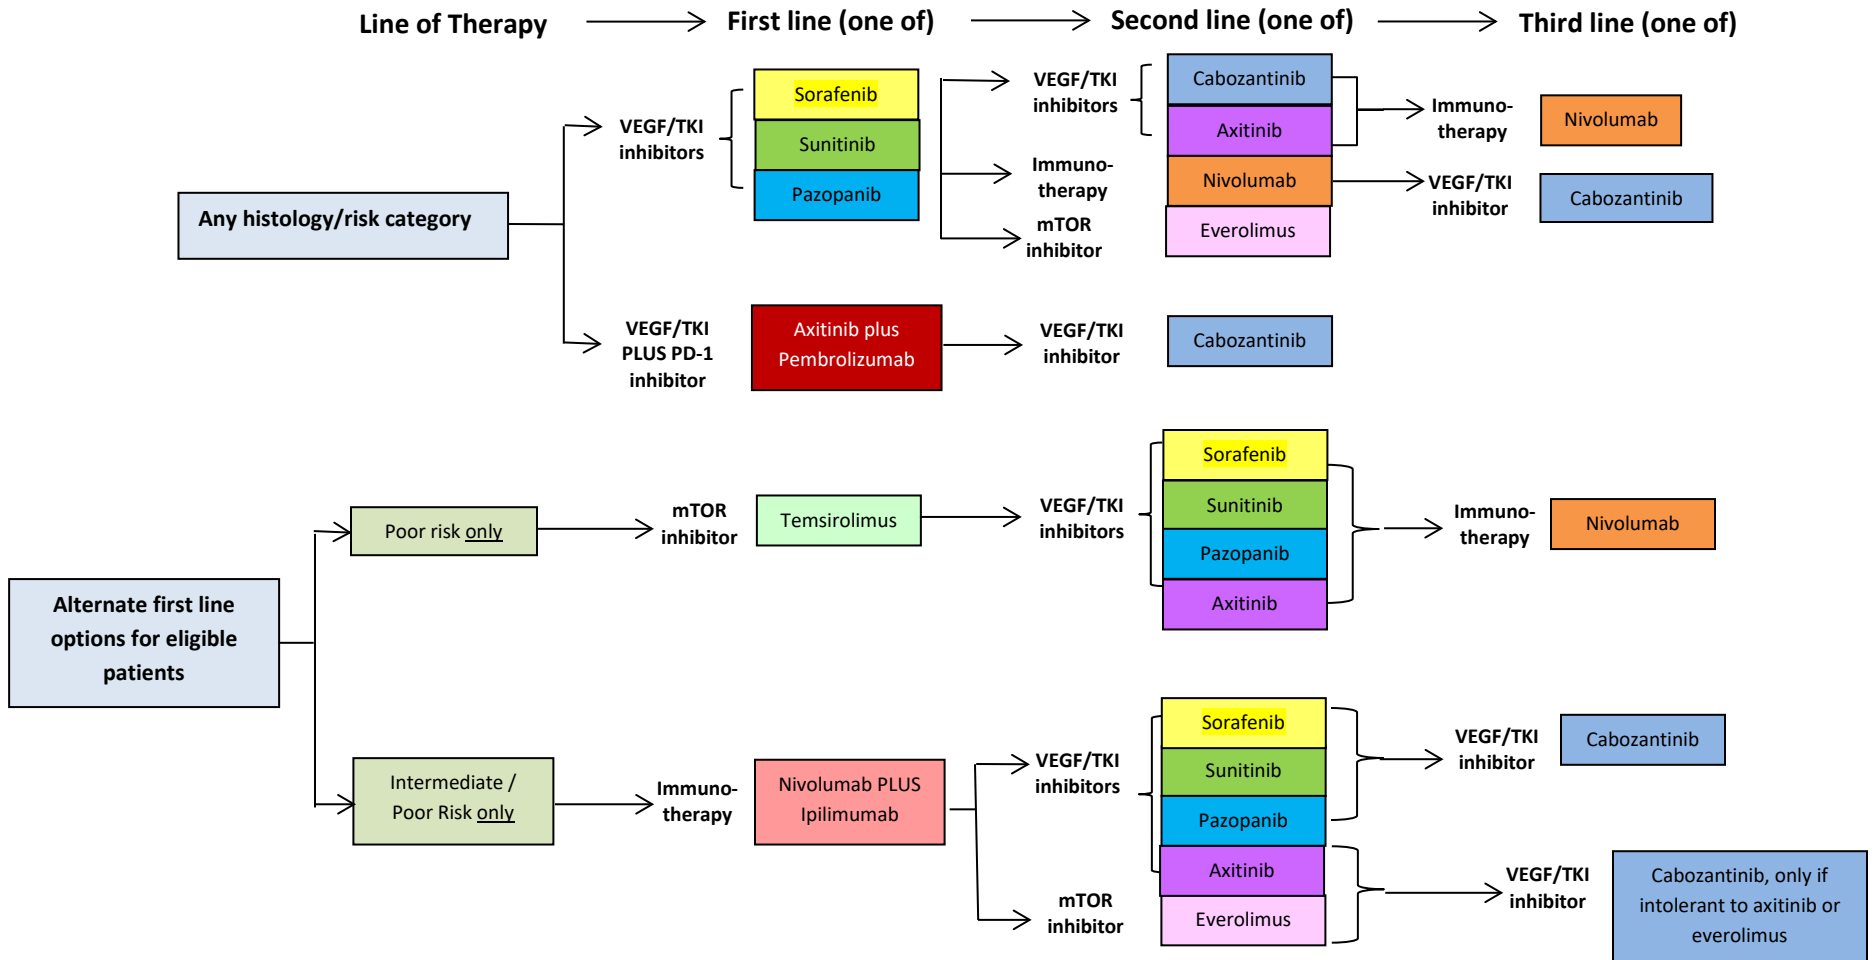 Line of Therapy
First line (one of)
Second line (one of)
Third line (one of)
Any histology/risk category
VEGF/TKI
inhibitors
Sorafenib
Sunitinib
Pazopanib
VEGF/TKI
inhibitors
Cabozantinib
Axitinib
Immuno-
therapy
Nivolumab
Immuno-
therapy
Nivolumab
VEGF/TKI
inhibitor
Cabozantinib
mTOR
inhibitor
Everolimus
VEGF/TKI
PLUS PD-1
inhibitor
Axitinib plus
Pembrolizumab
VEGF/TKI
inhibitor
Cabozantinib
Alternate first line
options for eligible
patients
Poor risk only
mTOR
inhibitor
Temsirolimus
VEGF/TKI
inhibitors
Sorafenib
Sunitinib
Pazopanib
Axitinib
Immuno-
therapy
Nivolumab
Intermediate /
Poor Risk only
Immuno-
therapy
Nivolumab PLUS
Ipilimumab
VEGF/TKI
inhibitors
Sorafenib
Sunitinib
Pazopanib
Axitinib
VEGF/TKI
inhibitor
Cabozantinib
mTOR
inhibitor
Everolimus
VEGF/TKI
inhibitor
Cabozantinib, only if
intolerant to axitinib or
everolimus